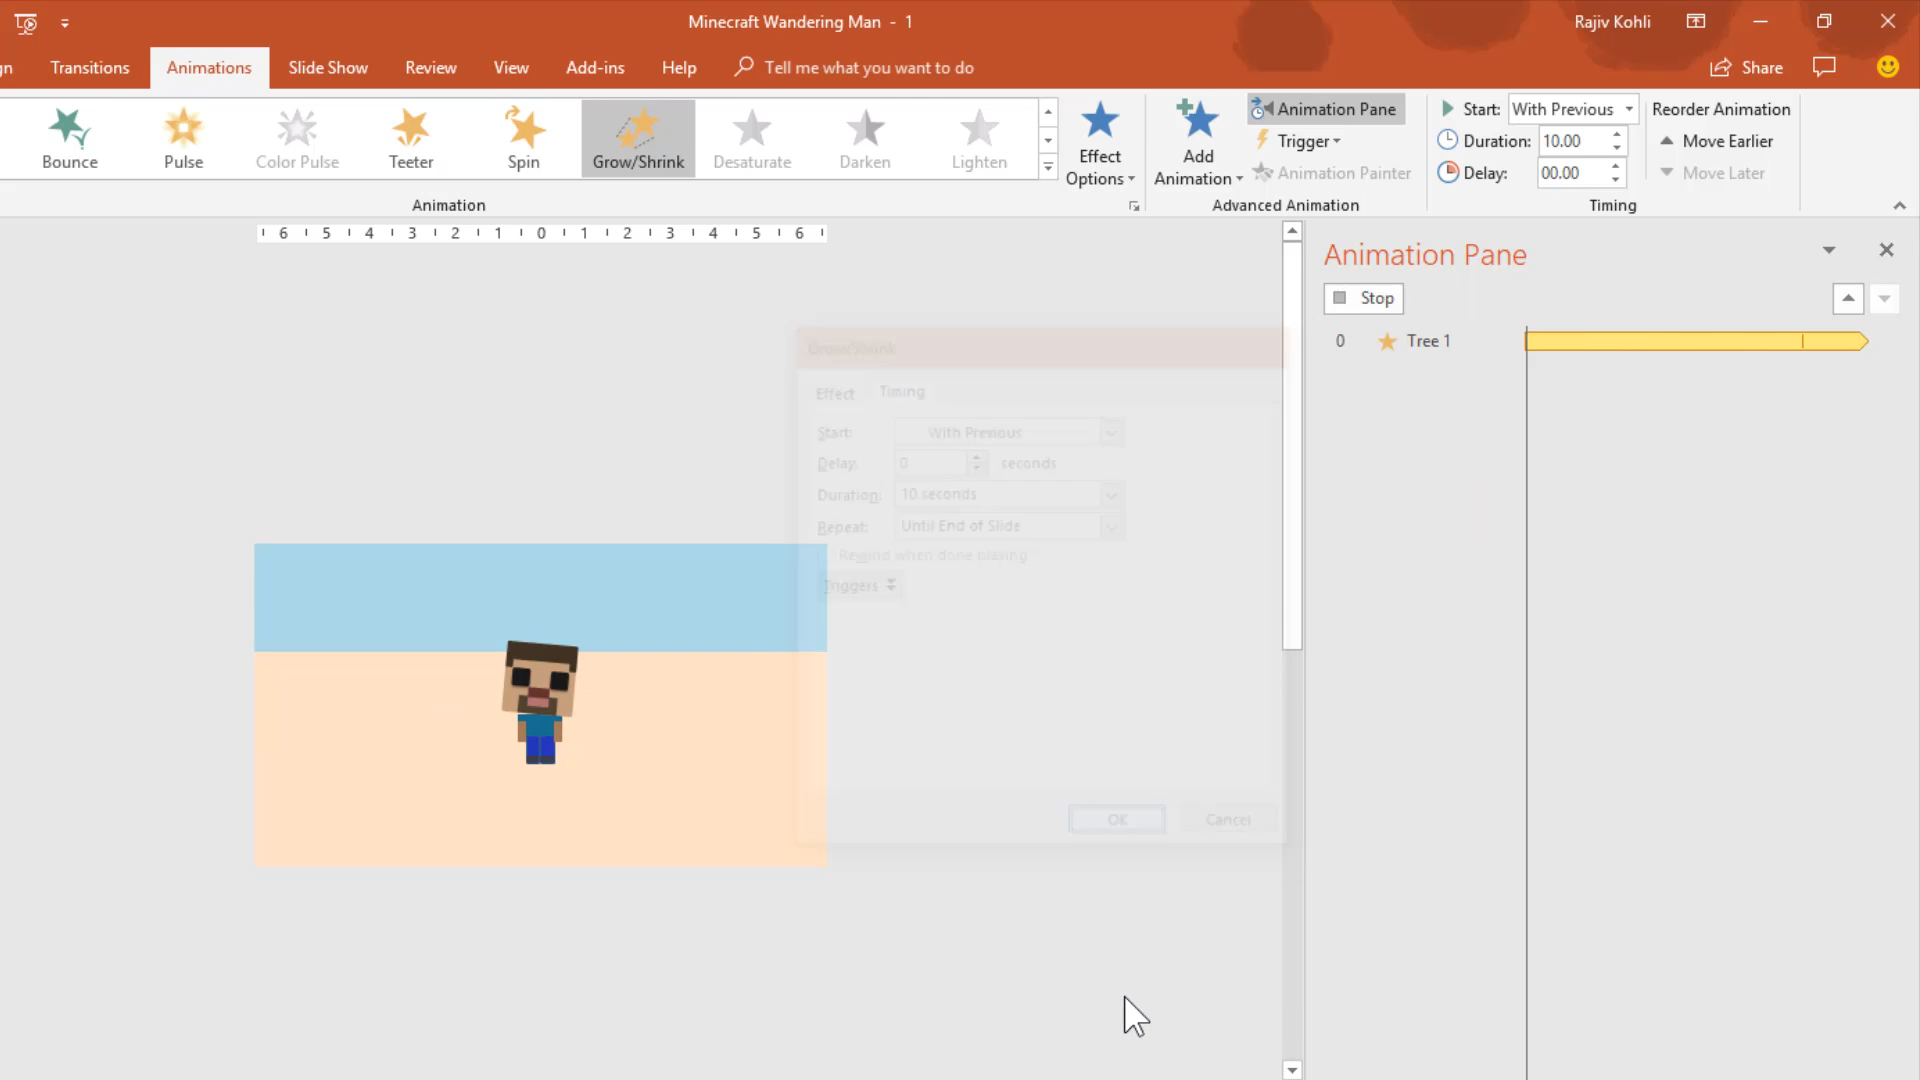 Minecraft Wandering Man - 1
Rajiv Kohli
gn Transitions Animations Slide Show Review View Add-ins Help Tell me what you want to do Share
Bounce Pulse Color Pulse Teeter Spin Grow/Shrink Desaturate Darken Lighten
Effect Options
Add Animation
Animation Pane
Trigger
Animation Painter
Start: With Previous
Duration: 10.00
Delay: 00.00
Reorder Animation
Move Earlier
Move Later
Animation Advanced Animation Timing
6 5 4 3 2 1 0 1 2 3 4 5 6
Animation Pane
Stop
0 Tree 1
Grow/Shrink
Effect Timing
Start: With Previous
Delay: 0 seconds
Duration: 10 seconds
Repeat: Until End of Slide
Rewind when done playing
Triggers
OK Cancel